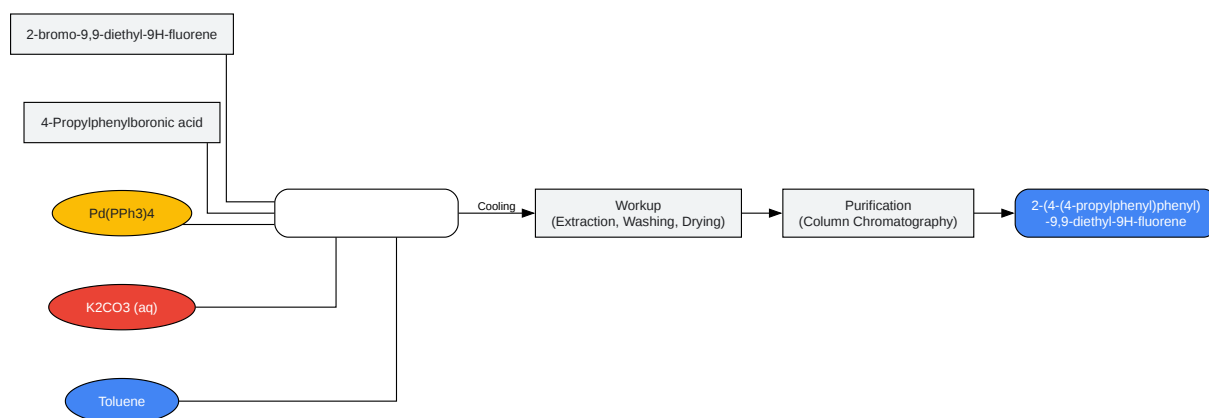 2-bromo-9,9-diethyl-9H-fluorene
4-Propylphenylboronic acid
Pd(PPh3)4
K2CO3 (aq)
Toluene
Cooling
Workup
(Extraction, Washing, Drying)
Purification
(Column Chromatography)
2-(4-(4-propylphenyl)phenyl)
-9,9-diethyl-9H-fluorene